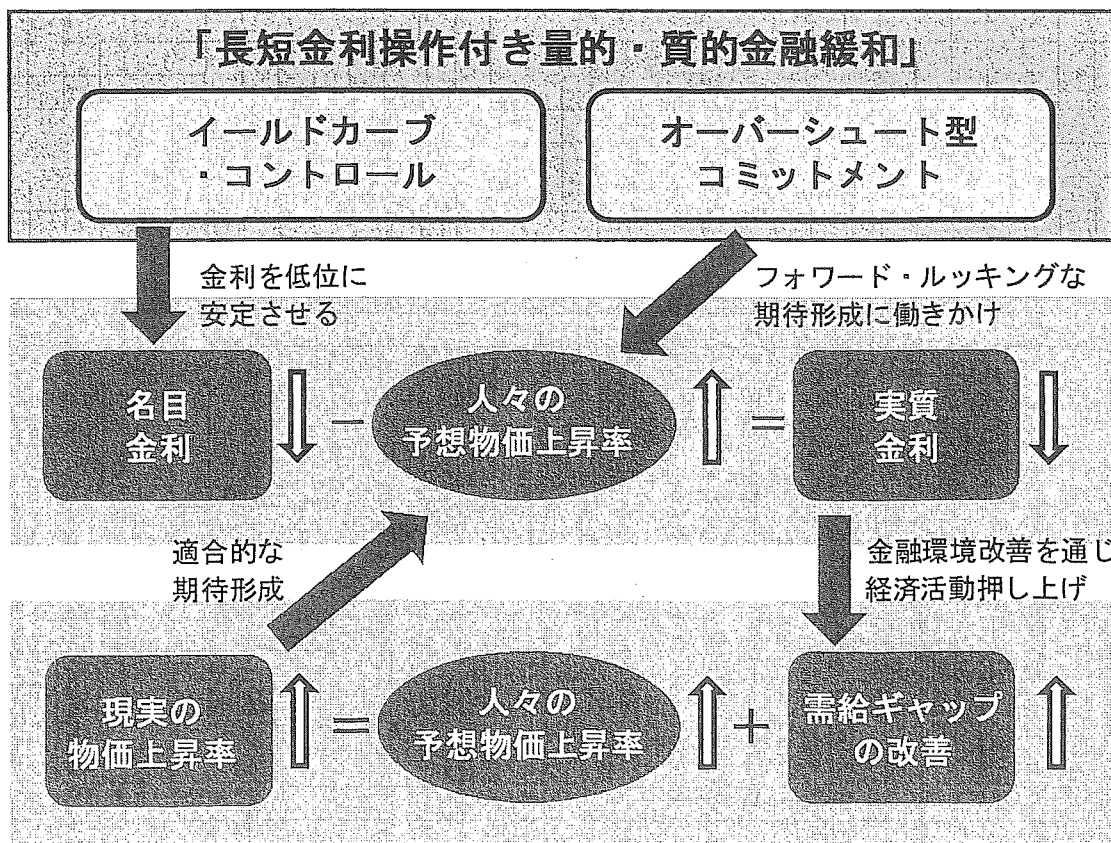 「長短金利操作付き量的・質的金融緩和」
イールドカーブ
・コントロール
オーバーシュート型
コミットメント
金利を低位に
安定させる
フォワード・ルッキングな
期待形成に働きかけ
名目
金利
－
人々の
予想物価上昇率
＝
実質
金利
適合的な
期待形成
金融環境改善を通じ
経済活動押し上げ
現実の
物価上昇率
＝
人々の
予想物価上昇率
＋
需給ギャップ
の改善